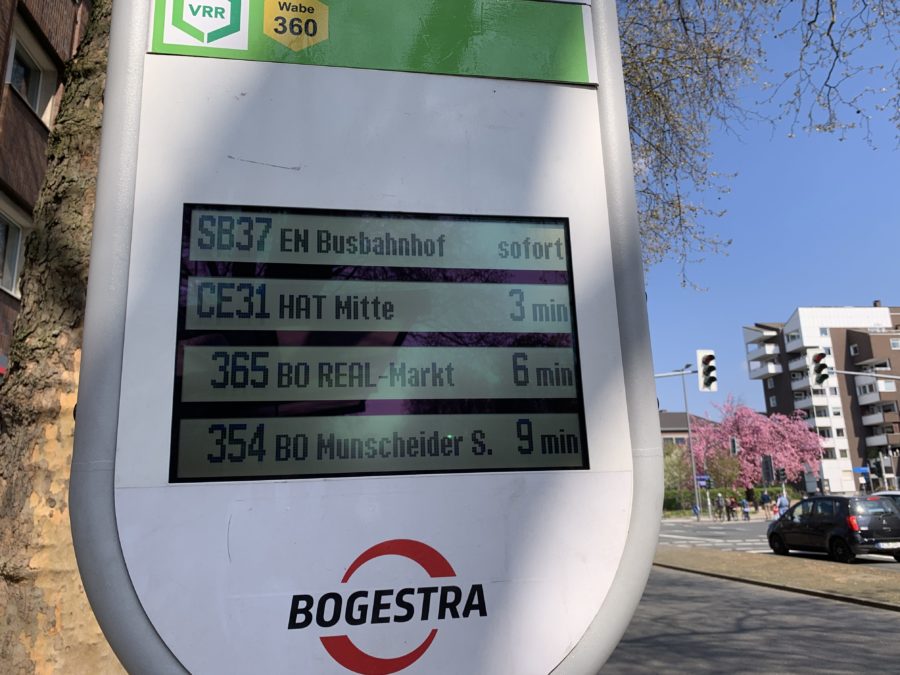 VRR
Wabe
360
SB37 EN Busbahnhof sofort
CE31 HAT Mitte 3 min
365 BO REAL-Markt 6 min
354 BO Munscheider S. 9 min
BOGESTRA